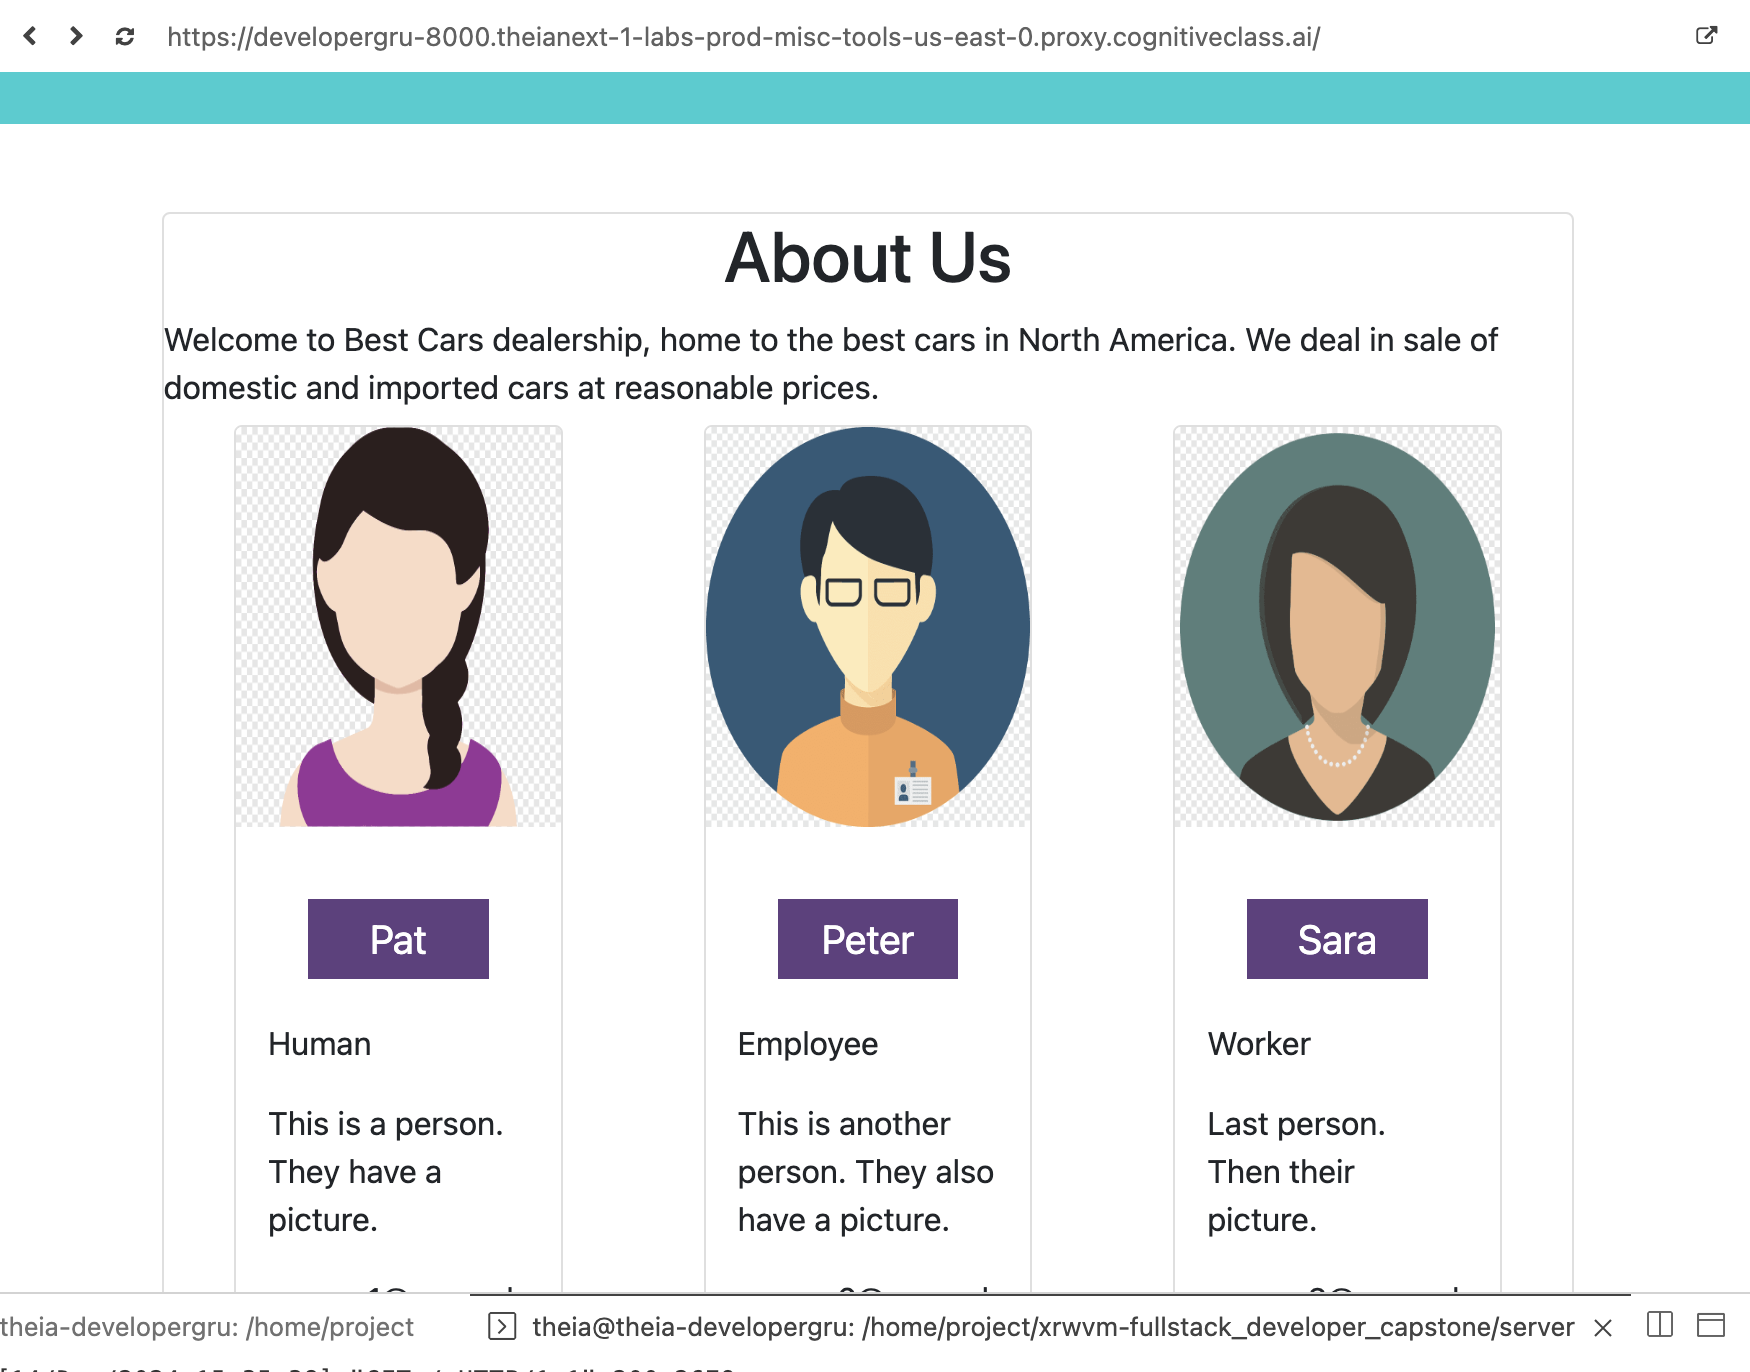 https://developergru-8000.theianext-1-labs-prod-misc-tools-us-east-0.proxy.cognitiveclass.ai/
About Us
Welcome to Best Cars dealership, home to the best cars in North America. We deal in sale of
domestic and imported cars at reasonable prices.
Pat
Peter
Sara
Human
Employee
Worker
This is a person.
They have a
picture.
This is another
person. They also
have a picture.
Last person.
Then their
picture.
theia-developergru: /home/project
theia@theia-developergru: /home/project/xrwvm-fullstack_developer_capstone/server